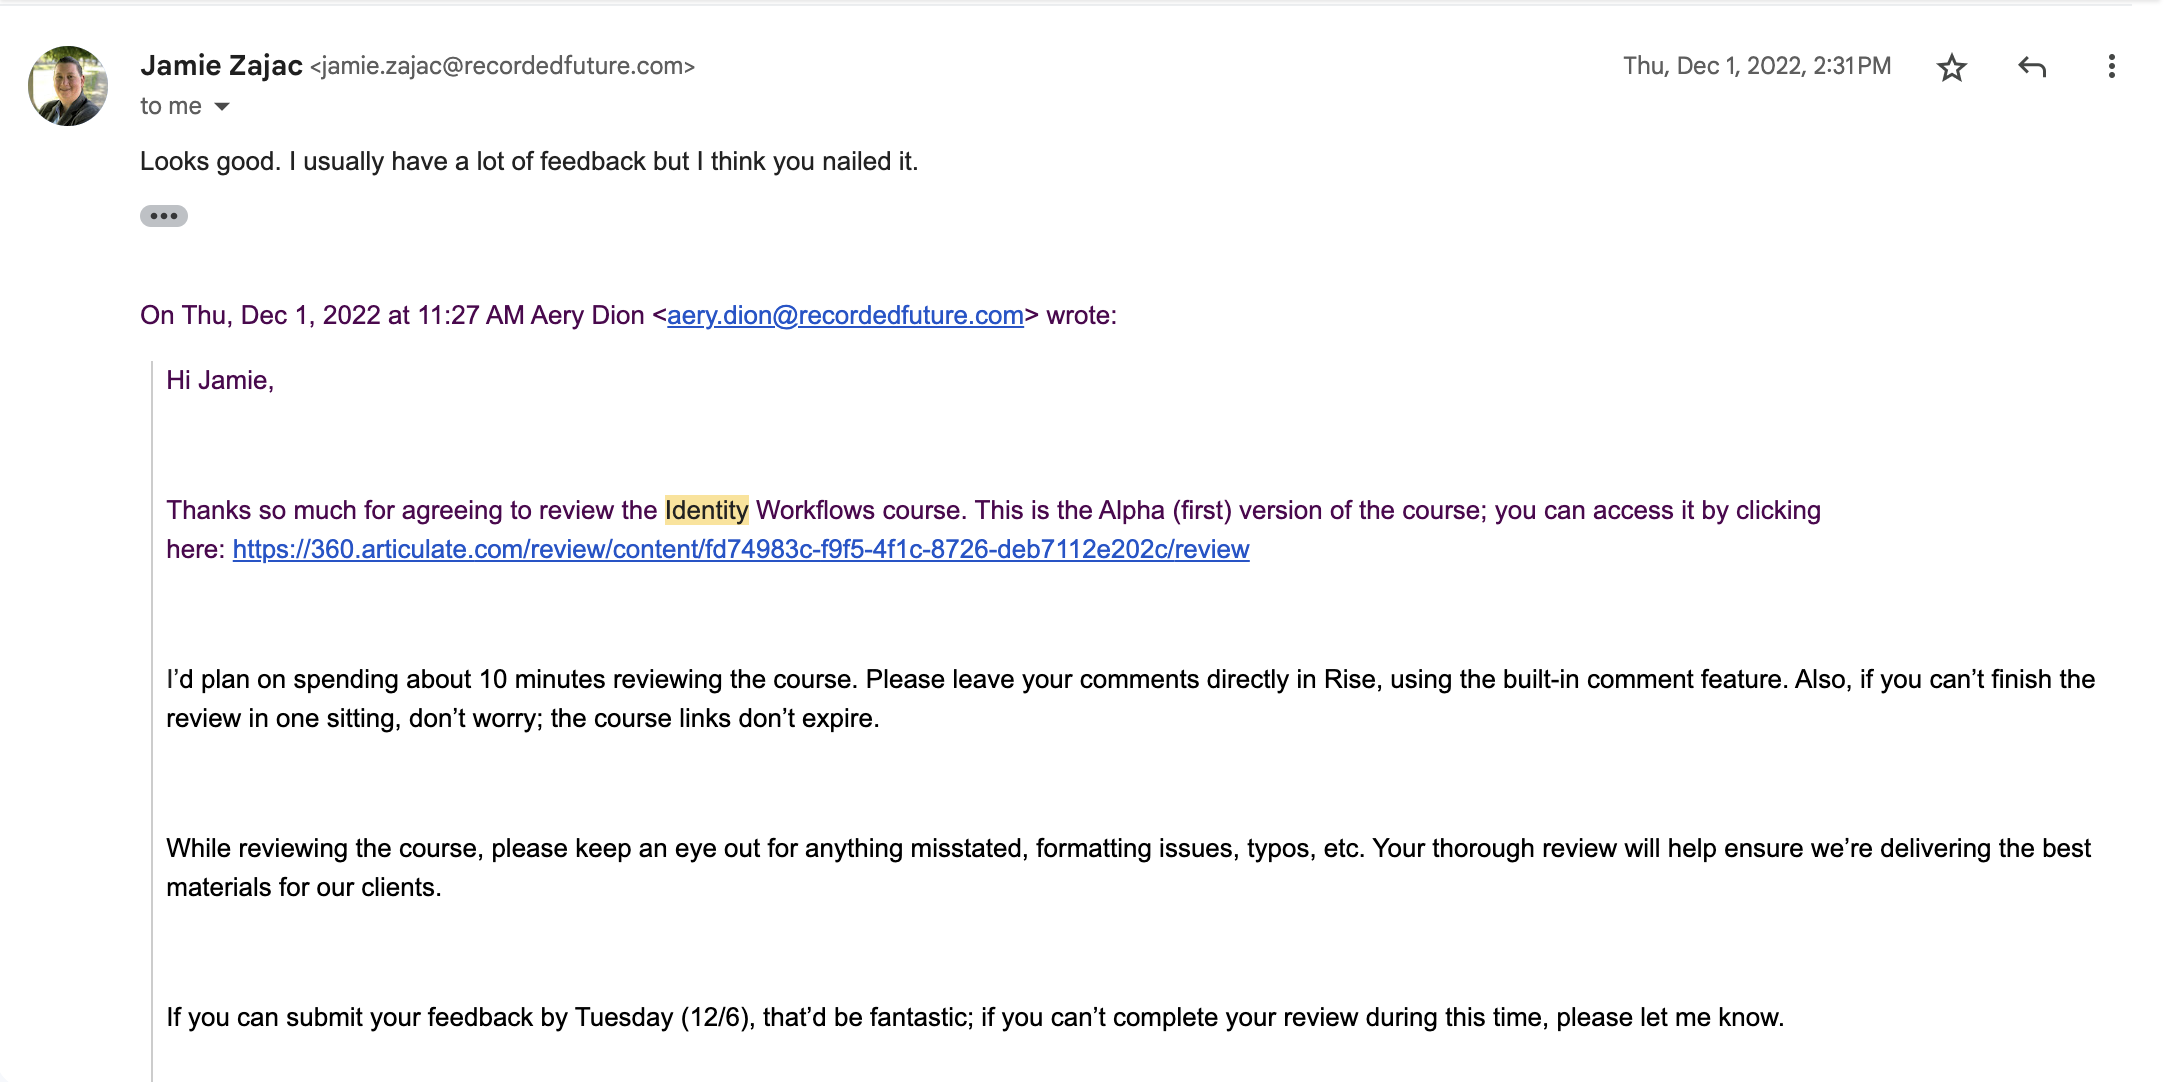 Jamie Zajac <jamie.zajac@recordedfuture.com>
Thu, Dec 1, 2022, 2:31 PM
to me
Looks good. I usually have a lot of feedback but I think you nailed it.
On Thu, Dec 1, 2022 at 11:27 AM Aery Dion <aery.dion@recordedfuture.com> wrote:
Hi Jamie,
Thanks so much for agreeing to review the Identity Workflows course. This is the Alpha (first) version of the course; you can access it by clicking
here: https://360.articulate.com/review/content/fd74983c-f9f5-4f1c-8726-deb7112e202c/review
I’d plan on spending about 10 minutes reviewing the course. Please leave your comments directly in Rise, using the built-in comment feature. Also, if you can’t finish the
review in one sitting, don’t worry; the course links don’t expire.
While reviewing the course, please keep an eye out for anything misstated, formatting issues, typos, etc. Your thorough review will help ensure we’re delivering the best
materials for our clients.
If you can submit your feedback by Tuesday (12/6), that’d be fantastic; if you can’t complete your review during this time, please let me know.